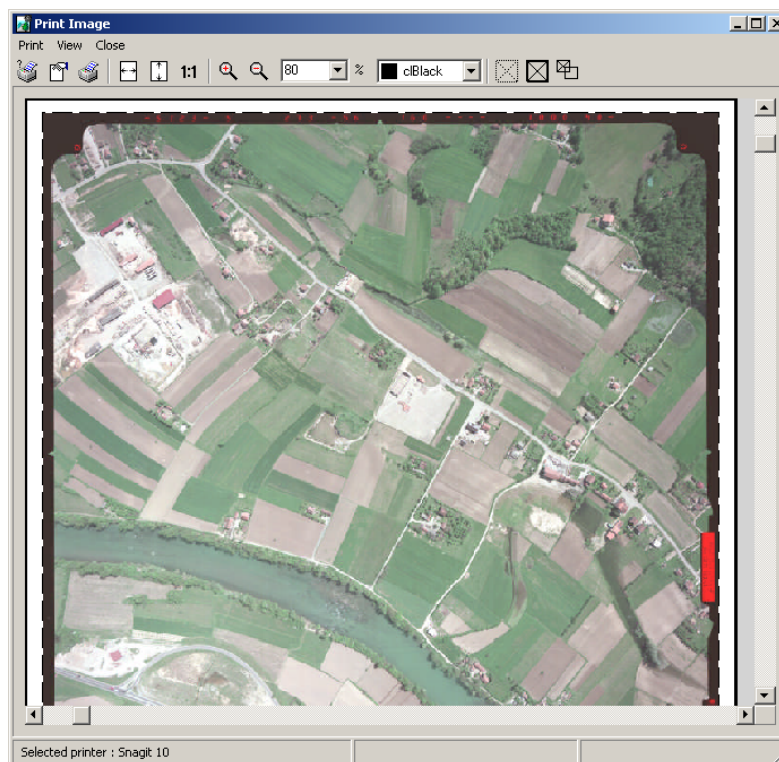 Print Image
Print View Close
1:1 80 % clBlack
Selected printer : Snagit 10